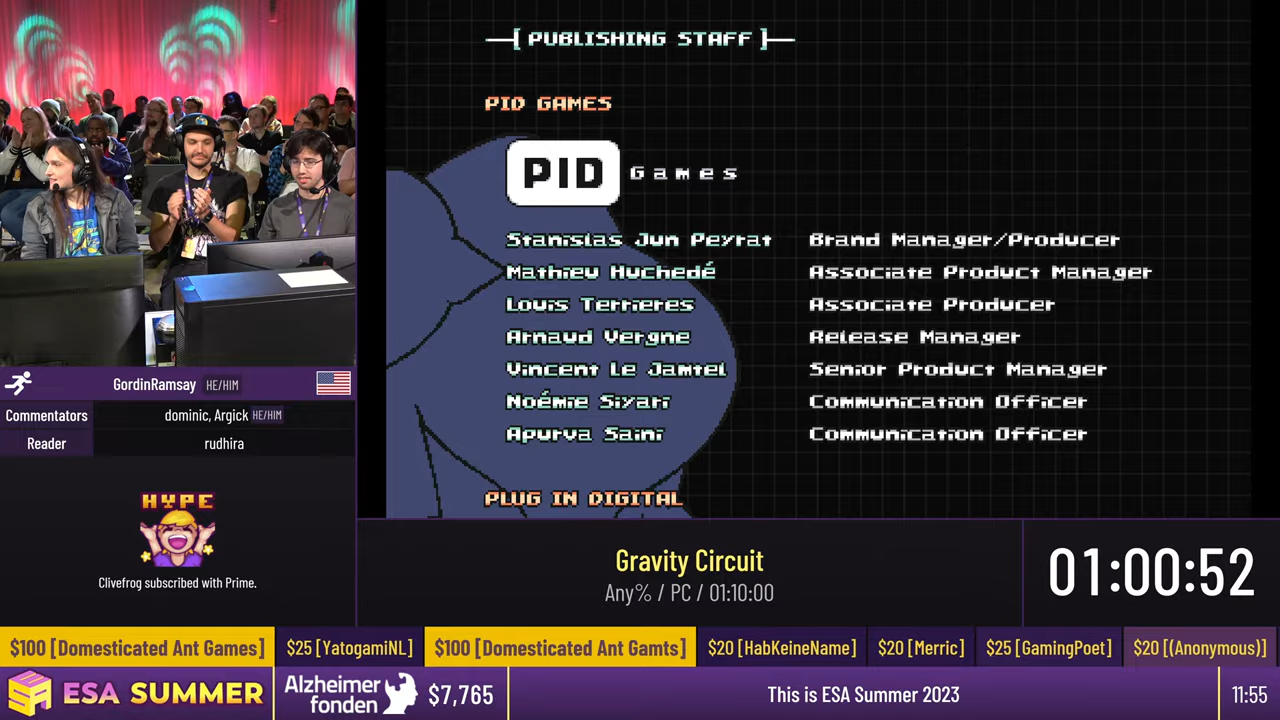 [ PUBLISHING STAFF ]
PID GAMES
PID Games
Stanislas Jun Peyrat Brand Manager/Producer
Mathieu Huchedé Associate Product Manager
Louis Terrieres Associate Producer
Arnaud Vergne Release Manager
Vincent Le Jamtel Senior Product Manager
Noémie Siyari Communication Officer
Apurva Saini Communication Officer
PLUG IN DIGITAL
GordinRamsay HE/HIM
Commentators dominic, Argick HE/HIM
Reader rudhira
HYPE
Clivefrog subscribed with Prime.
Gravity Circuit
Any% / PC / 01:10:00
01:00:52
$100 [Domesticated Ant Games] $25 [YatogamiNL] $100 [Domesticated Ant Gamts] $20 [HabKeineName] $20 [Merric] $25 [GamingPoet] $20 [(Anonymous)]
ESA SUMMER
Alzheimer
fonden
$7,765
This is ESA Summer 2023
11:55